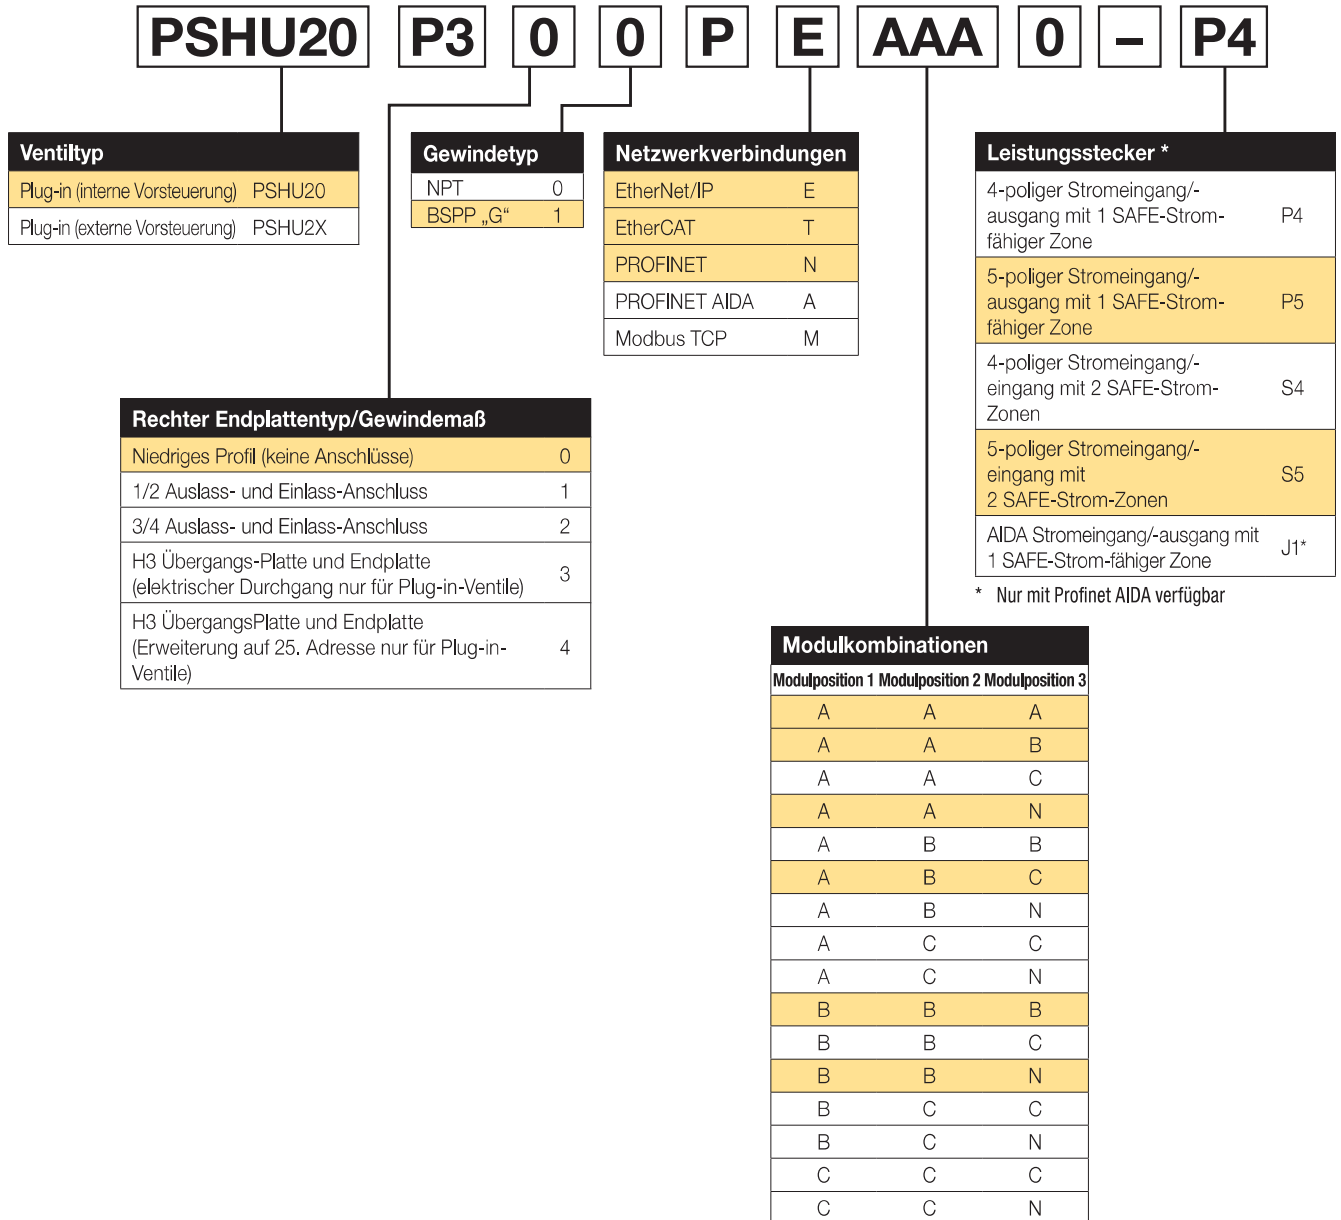 PSHU20 P3 0 0 P E AAA 0 – P4
Ventiltyp
Plug-in (interne Vorsteuerung) PSHU20
Plug-in (externe Vorsteuerung) PSHU2X
Gewindetyp
NPT 0
BSPP „G“ 1
Netzwerkverbindungen
EtherNet/IP E
EtherCAT T
PROFINET N
PROFINET AIDA A
Modbus TCP M
Leistungsstecker *
4-poliger Stromeingang/-
ausgang mit 1 SAFE-Strom-
fähiger Zone P4
5-poliger Stromeingang/-
ausgang mit 1 SAFE-Strom-
fähiger Zone P5
4-poliger Stromeingang/-
eingang mit 2 SAFE-Strom-
Zonen S4
5-poliger Stromeingang/-
eingang mit
2 SAFE-Strom-Zonen S5
AIDA Stromeingang/-ausgang mit
1 SAFE-Strom-fähiger Zone J1*
* Nur mit Profinet AIDA verfügbar
Rechter Endplattentyp/Gewindemaß
Niedriges Profil (keine Anschlüsse) 0
1/2 Auslass- und Einlass-Anschluss 1
3/4 Auslass- und Einlass-Anschluss 2
H3 Übergangs-Platte und Endplatte
(elektrischer Durchgang nur für Plug-in-Ventile) 3
H3 ÜbergangsPlatte und Endplatte
(Erweiterung auf 25. Adresse nur für Plug-in-
Ventile) 4
Modulkombinationen
Modulposition 1 Modulposition 2 Modulposition 3
A A A
A A B
A A C
A A N
A B B
A B C
A B N
A C C
A C N
B B B
B B C
B B N
B C C
B C N
C C C
C C N